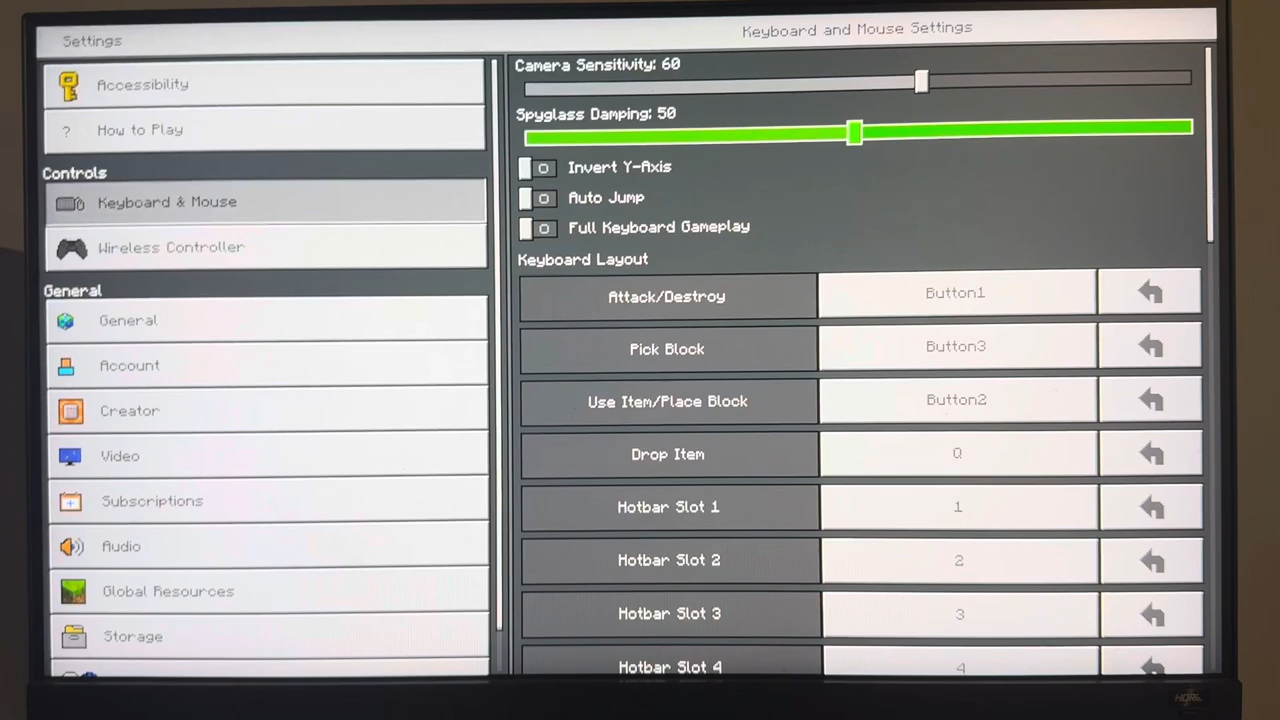 Settings
Keyboard and Mouse Settings
Accessibility
? How to Play
Controls
Keyboard & Mouse
Wireless Controller
General
General
Account
Creator
Video
Subscriptions
Audio
Global Resources
Storage
Camera Sensitivity: 60
Spyglass Damping: 50
O Invert Y-Axis
O Auto Jump
O Full Keyboard Gameplay
Keyboard Layout
Attack/Destroy Button1
Pick Block Button3
Use Item/Place Block Button2
Drop Item Q
Hotbar Slot 1 1
Hotbar Slot 2 2
Hotbar Slot 3 3
Hotbar Slot 4 4